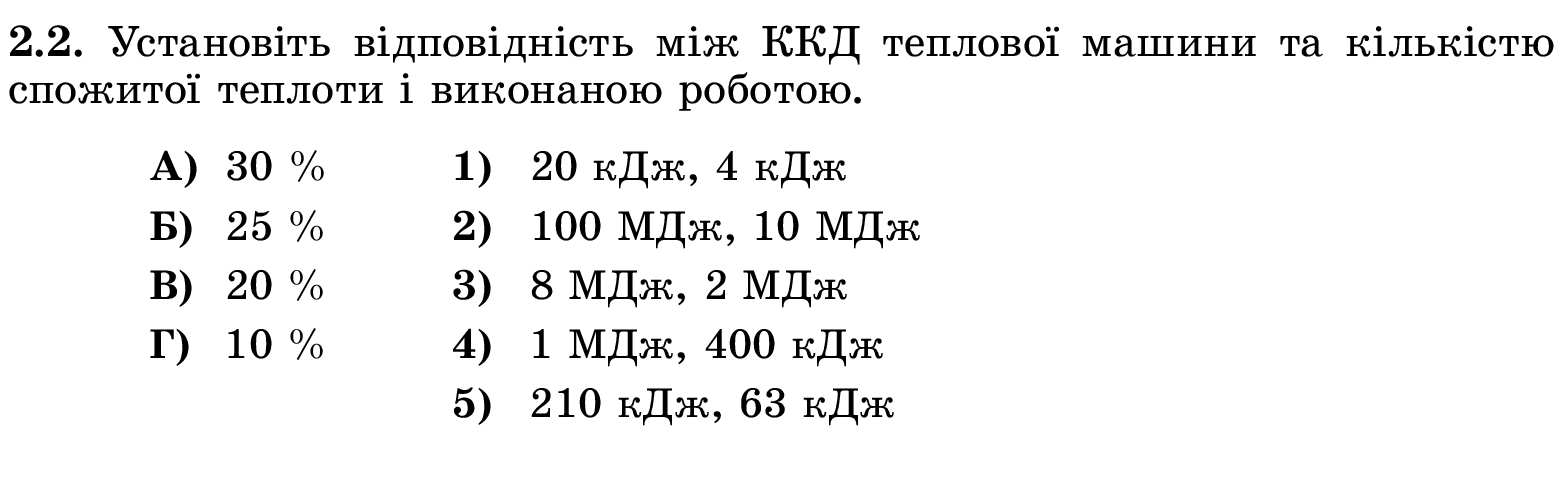 2.2. Установіть відповідність між ККД теплової машини та кількістю
спожитої теплоти і виконаною роботою.
А) 30 % 1) 20 кДж, 4 кДж
Б) 25 % 2) 100 МДж, 10 МДж
В) 20 % 3) 8 МДж, 2 МДж
Г) 10 % 4) 1 МДж, 400 кДж
5) 210 кДж, 63 кДж